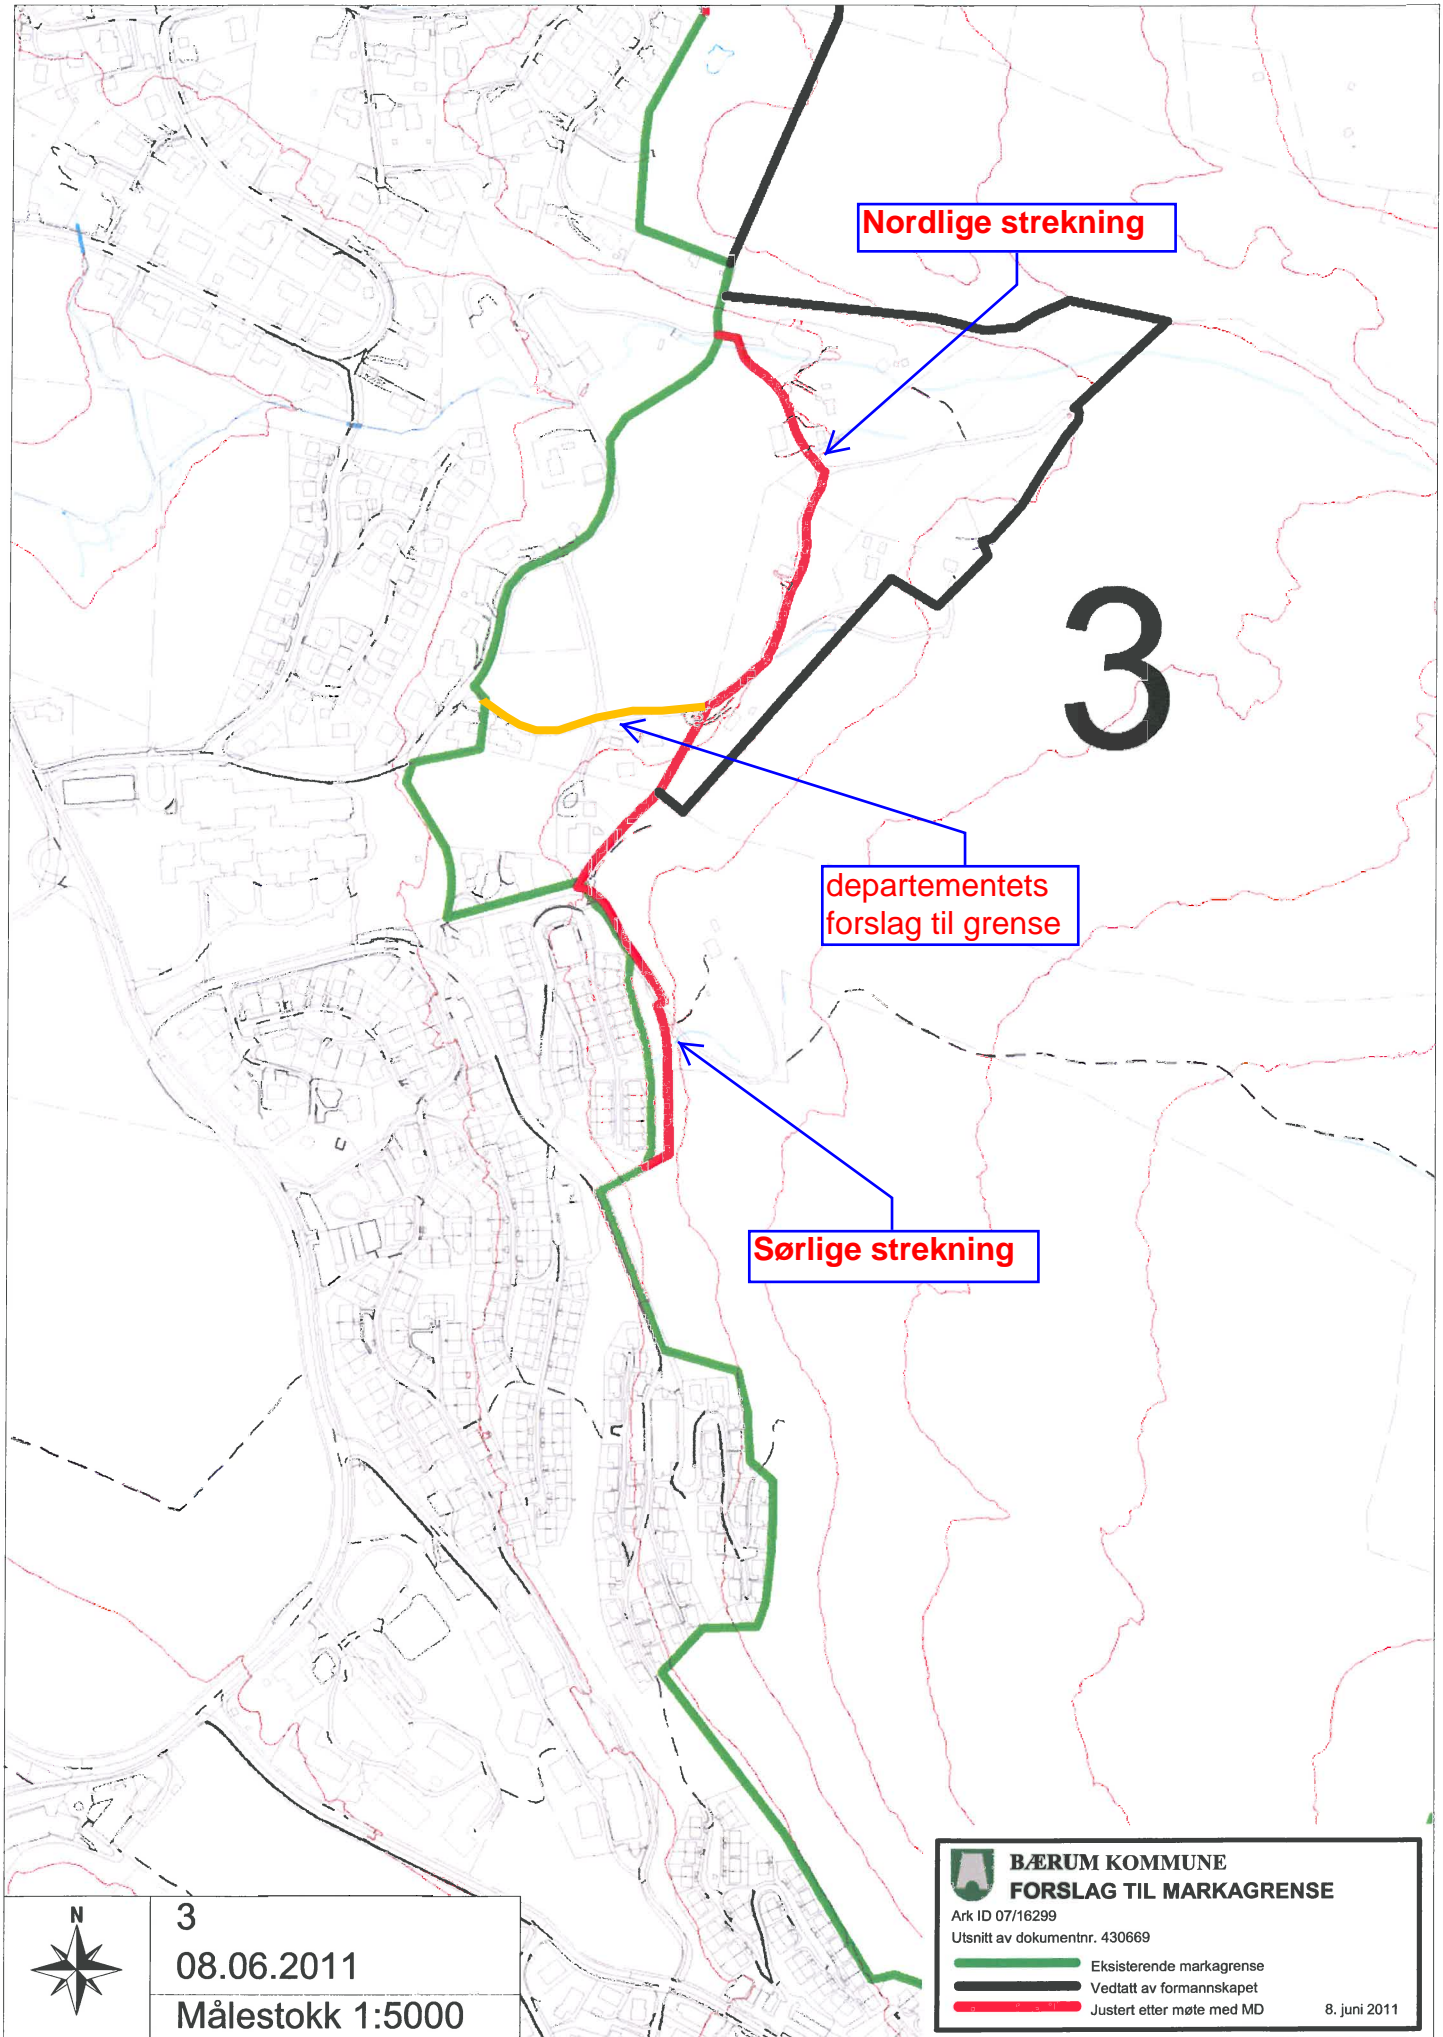 Nordlige strekning
3
departementets
forslag til grense
Sørlige strekning
BÆRUM KOMMUNE
FORSLAG TIL MARKAGRENSE
Ark ID 07/16299
Utsnitt av dokumentnr. 430669
Eksisterende markagrense
Vedtatt av formannskapet
Justert etter møte med MD 8. juni 2011
N
3
08.06.2011
Målestokk 1:5000